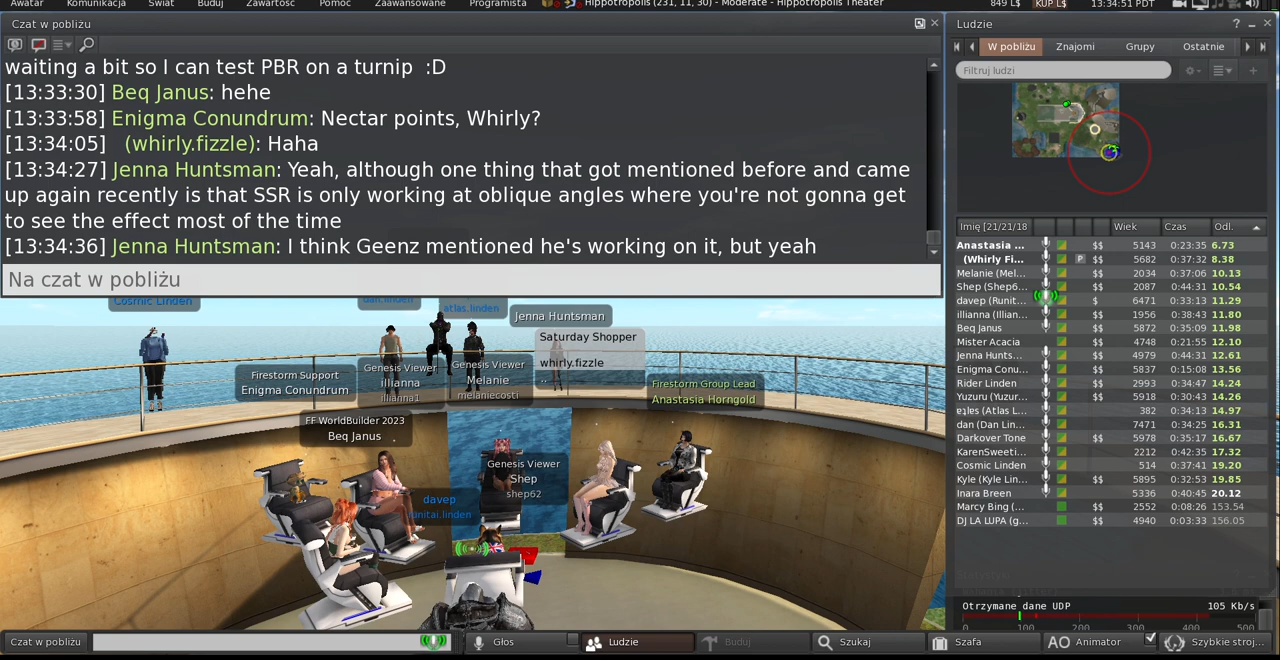 Awatar Komunikacja Świat Buduj Zawartość Pomoc Zaawansowane Programista Hippotropolis (231, 11, 30) - Moderate - Hippotropolis Theater 849 L$ KUP L$ 13:34:51 PDT
Czat w pobliżu
waiting a bit so I can test PBR on a turnip :D
[13:33:30] Beq Janus: hehe
[13:33:58] Enigma Conundrum: Nectar points, Whirly?
[13:34:05] (whirly.fizzle): Haha
[13:34:27] Jenna Huntsman: Yeah, although one thing that got mentioned before and came
up again recently is that SSR is only working at oblique angles where you're not gonna get
to see the effect most of the time
[13:34:36] Jenna Huntsman: I think Geenz mentioned he's working on it, but yeah
Na czat w pobliżu
Cosmic Linden
dan.linden
atlas.linden
Jenna Huntsman
Saturday Shopper
whirly.fizzle
..
Firestorm Support
Enigma Conundrum
Genesis Viewer
illianna
illianna1
Genesis Viewer
Melanie
melaniecosti
Firestorm Group Lead
Anastasia Horngold
FF WorldBuilder 2023
Beq Janus
Genesis Viewer
Shep
shep62
davep
runitai.linden
Ludzie
? _ ×
W pobliżu Znajomi Grupy Ostatnie
Filtruj ludzi
Imię [21/21/18 Wiek Czas Odl.
Anastasia ... $$ 5143 0:23:35 6.73
(Whirly Fi... P $$ 5682 0:37:32 8.38
Melanie (Mel... $$ 2034 0:37:06 10.13
Shep (Shep6... $$ 2087 0:44:31 10.54
davep (Runit... $ 6471 0:33:13 11.29
illianna (Illian... $$ 1956 0:38:43 11.80
Beq Janus $$ 5872 0:35:09 11.98
Mister Acacia $$ 4748 0:21:55 12.10
Jenna Hunts... $$ 4979 0:44:31 12.61
Enigma Conu... $$ 5837 0:15:08 13.56
Rider Linden $$ 2993 0:34:47 14.24
Yuzuru (Yuzur... $$ 5918 0:30:43 14.26
(Atlas L... 382 0:34:13 14.97
dan (Dan Lin... 7471 0:34:25 16.31
Darkover Tone $$ 5978 0:35:17 16.67
KarenSweeti... 2212 0:42:35 17.32
Cosmic Linden 514 0:37:41 19.20
Kyle (Kyle Lin... $$ 5895 0:32:53 19.85
Inara Breen 5336 0:40:45 20.12
Marcy Bing (... $$ 2552 0:08:26 153.54
DJ LA LUPA (g... $$ 4940 0:03:33 156.05
Otrzymane dane UDP 105 Kb/s
0 100 200 300 400 500
Czat w pobliżu Głos Ludzie Buduj Szukaj Szafa AO Animator Szybkie stroj...